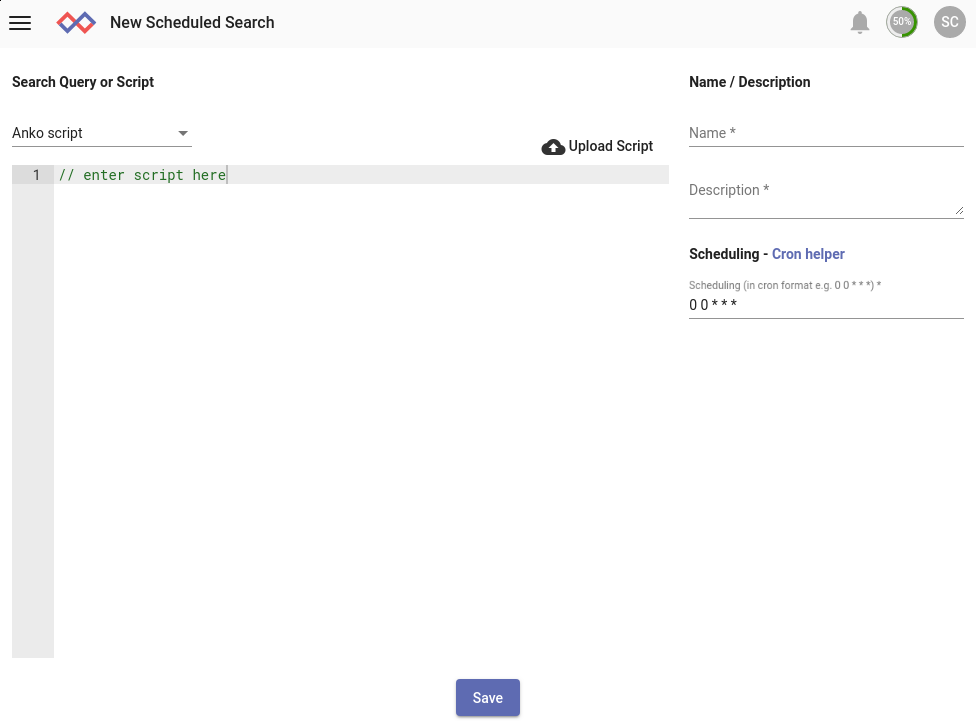 New Scheduled Search
50%
SC
Search Query or Script
Anko script
Upload Script
1 // enter script here
Name / Description
Name *
Description *
Scheduling - Cron helper
Scheduling (in cron format e.g. 0 0 * * *) *
0 0 * * *
Save